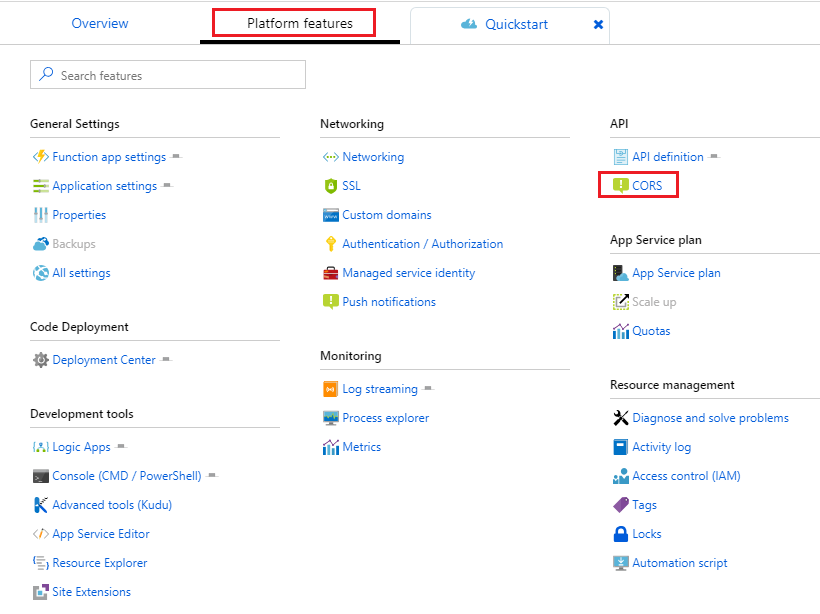 Overview
Platform features
Quickstart
Search features
General Settings
Function app settings
Application settings
Properties
Backups
All settings
Code Deployment
Deployment Center
Development tools
Logic Apps
Console (CMD / PowerShell)
Advanced tools (Kudu)
App Service Editor
Resource Explorer
Site Extensions
Networking
Networking
SSL
Custom domains
Authentication / Authorization
Managed service identity
Push notifications
Monitoring
Log streaming
Process explorer
Metrics
API
API definition
CORS
App Service plan
App Service plan
Scale up
Quotas
Resource management
Diagnose and solve problems
Activity log
Access control (IAM)
Tags
Locks
Automation script